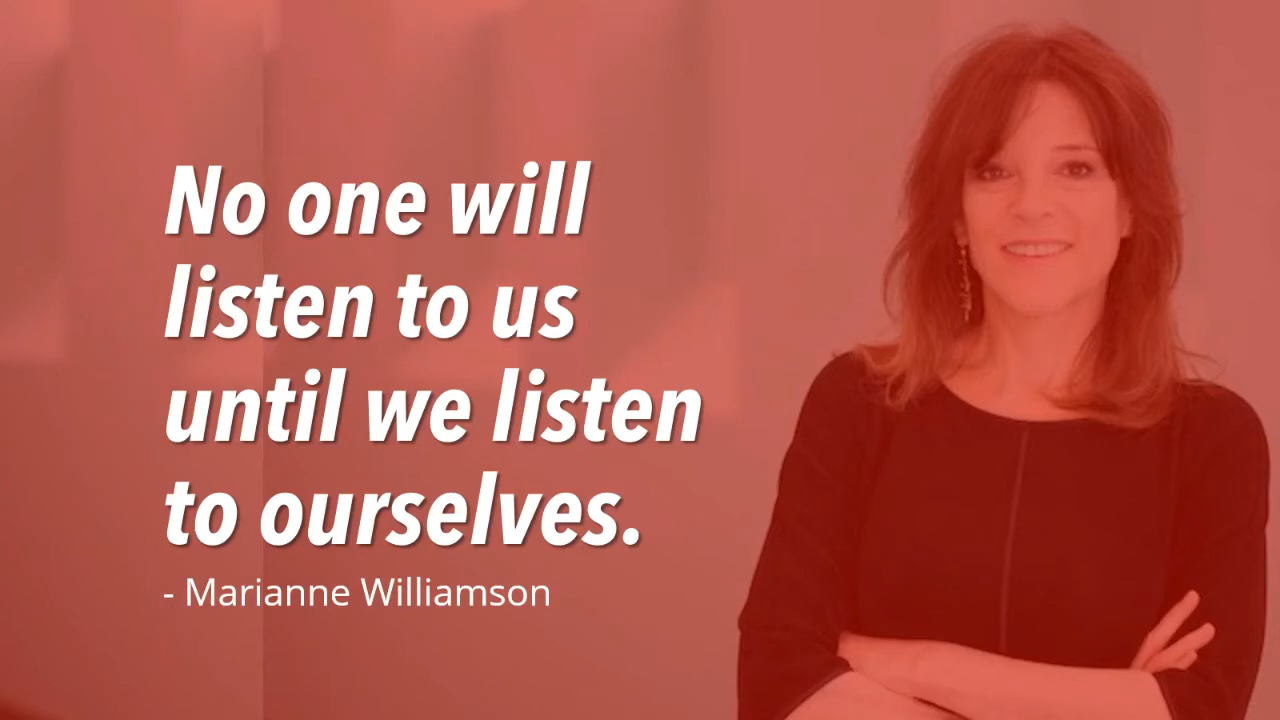 No one will
listen to us
until we listen
to ourselves.
- Marianne Williamson